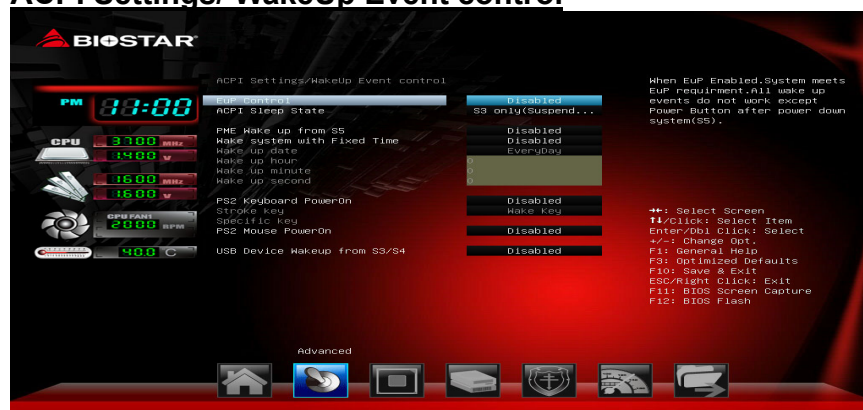 ACPI Settings/ WakeUp Event control
BIOSTAR
ACPI Settings/WakeUp Event control
When EuP Enabled.System meets
EuP requirment.All wake up
events do not work except
Power Button after power down
system(S5).
PM 11:00
EuP Control Disabled
ACPI Sleep State S3 only(Suspend...
PME Wake up from S5 Disabled
Wake system with Fixed Time Disabled
Wake up date EveryDay
Wake up hour 0
Wake up minute 0
Wake up second 0
PS2 Keyboard PowerOn Disabled
Stroke key Wake Key
Specific key
PS2 Mouse PowerOn Disabled
USB Device Wakeup from S3/S4 Disabled
CPU 3700 MHz
1.400 V
1600 MHz
1.600 V
CPU FAN1
2000 RPM
40.0 C
→←: Select Screen
↑↓/Click: Select Item
Enter/Dbl Click: Select
+/-: Change Opt.
F1: General Help
F3: Optimized Defaults
F10: Save & Exit
ESC/Right Click: Exit
F11: BIOS Screen Capture
F12: BIOS Flash
Advanced